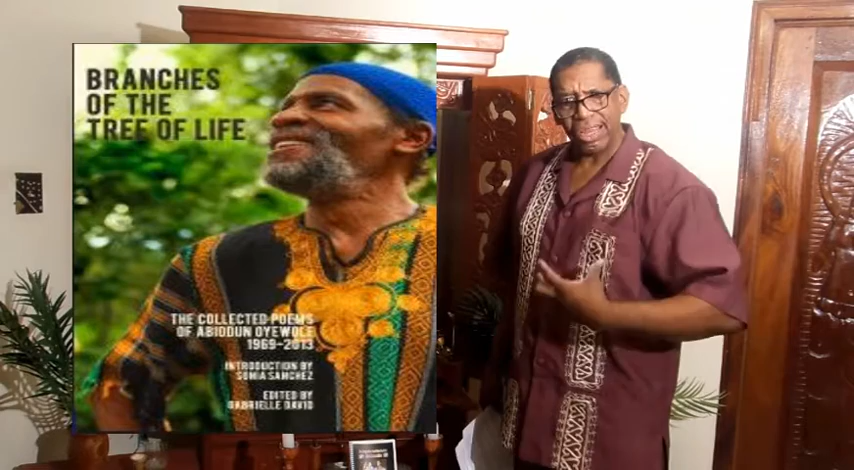 BRANCHES
OF THE
TREE OF LIFE
THE COLLECTED POEMS
OF ABIODUN OYEWOLE
1969–2013
INTRODUCTION BY
SONIA SANCHEZ
EDITED BY
GABRIELLE DAVID